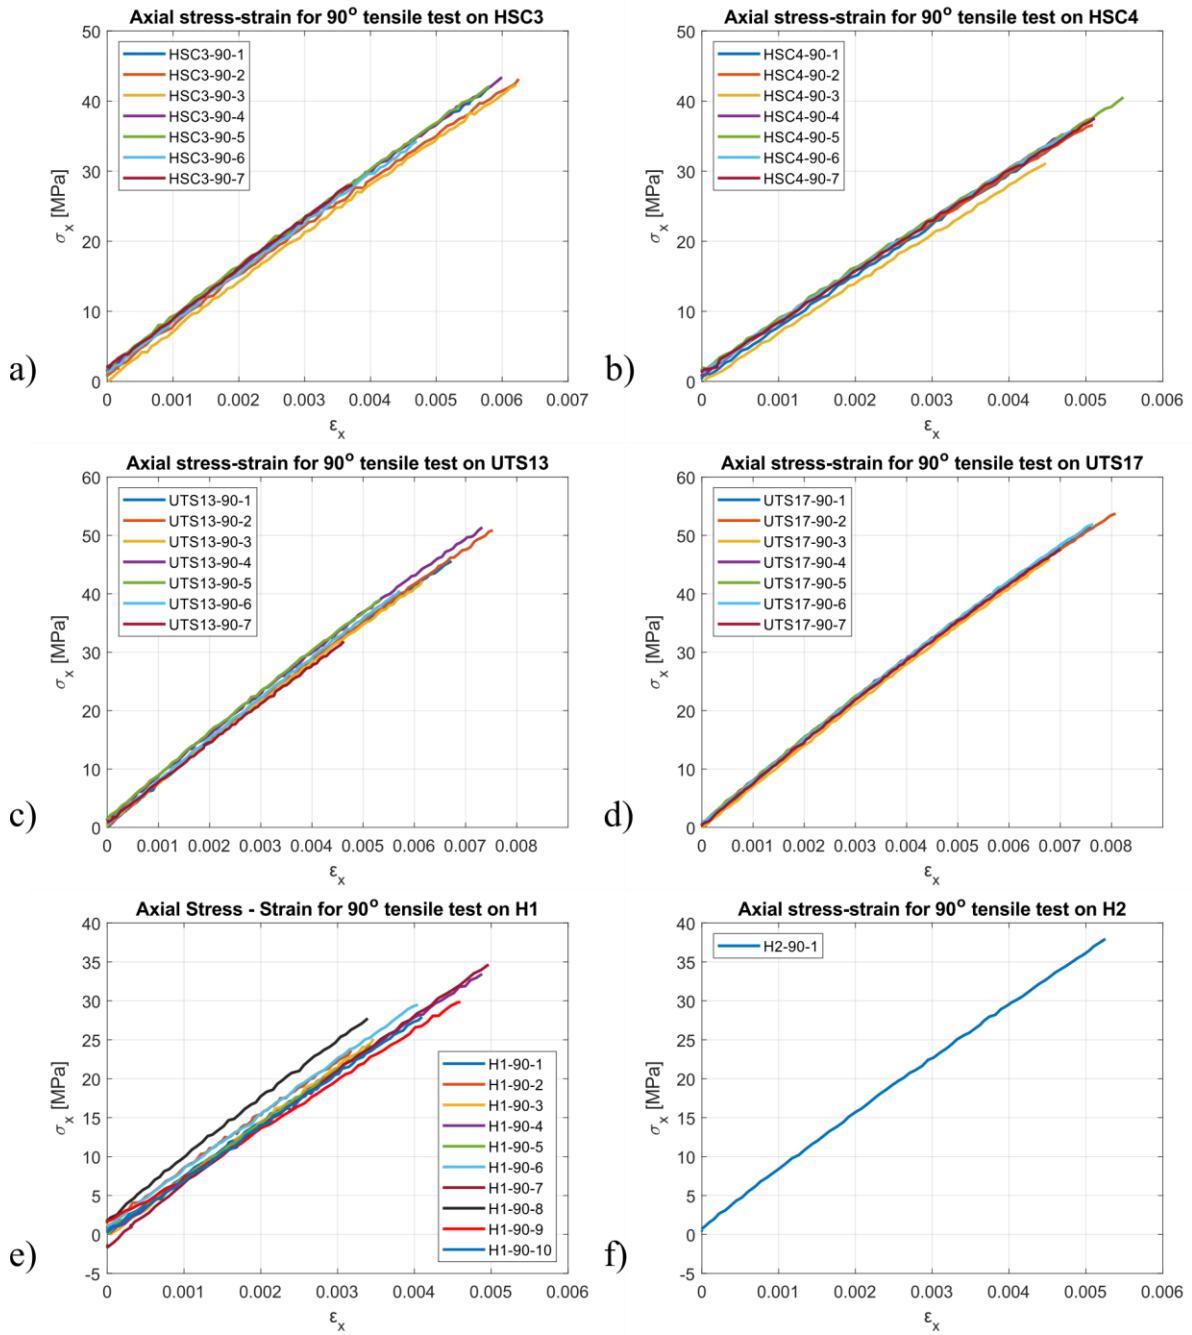 Axial stress-strain for 90° tensile test on HSC3
50
40
30
20
10
0
σx [MPa]
HSC3-90-1
HSC3-90-2
HSC3-90-3
HSC3-90-4
HSC3-90-5
HSC3-90-6
HSC3-90-7
0 0.001 0.002 0.003 0.004 0.005 0.006 0.007
εx
a)
Axial stress-strain for 90° tensile test on HSC4
50
40
30
20
10
0
σx [MPa]
HSC4-90-1
HSC4-90-2
HSC4-90-3
HSC4-90-4
HSC4-90-5
HSC4-90-6
HSC4-90-7
0 0.001 0.002 0.003 0.004 0.005 0.006
εx
b)
Axial stress-strain for 90° tensile test on UTS13
60
50
40
30
20
10
0
σx [MPa]
UTS13-90-1
UTS13-90-2
UTS13-90-3
UTS13-90-4
UTS13-90-5
UTS13-90-6
UTS13-90-7
0 0.001 0.002 0.003 0.004 0.005 0.006 0.007 0.008
εx
c)
Axial stress-strain for 90° tensile test on UTS17
60
50
40
30
20
10
0
σx [MPa]
UTS17-90-1
UTS17-90-2
UTS17-90-3
UTS17-90-4
UTS17-90-5
UTS17-90-6
UTS17-90-7
0 0.001 0.002 0.003 0.004 0.005 0.006 0.007 0.008
εx
d)
Axial Stress - Strain for 90° tensile test on H1
40
35
30
25
20
15
10
5
0
-5
σx [MPa]
H1-90-1
H1-90-2
H1-90-3
H1-90-4
H1-90-5
H1-90-6
H1-90-7
H1-90-8
H1-90-9
H1-90-10
0 0.001 0.002 0.003 0.004 0.005 0.006
εx
e)
Axial stress-strain for 90° tensile test on H2
40
35
30
25
20
15
10
5
0
-5
σx [MPa]
H2-90-1
0 0.001 0.002 0.003 0.004 0.005 0.006
εx
f)